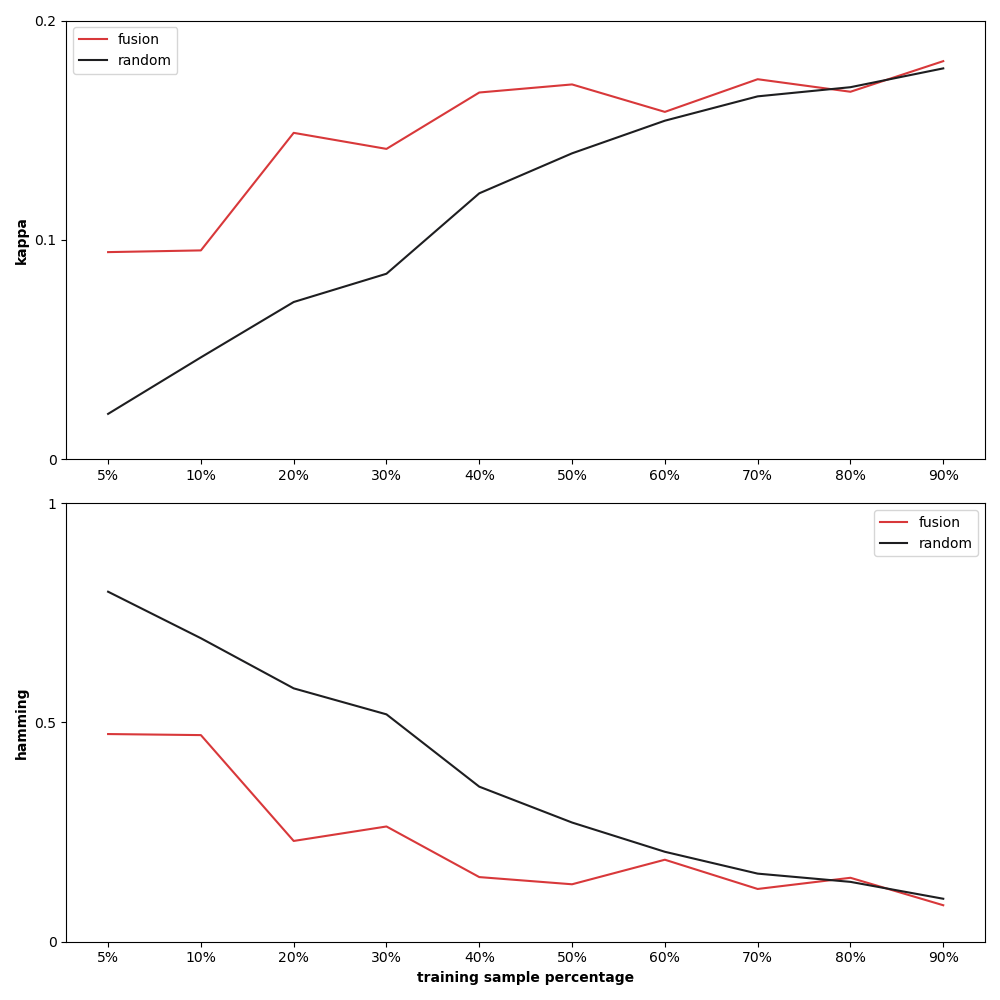 fusion
random
kappa
0.2
0.1
0
5% 10% 20% 30% 40% 50% 60% 70% 80% 90%
fusion
random
hamming
1
0.5
0
5% 10% 20% 30% 40% 50% 60% 70% 80% 90%
training sample percentage